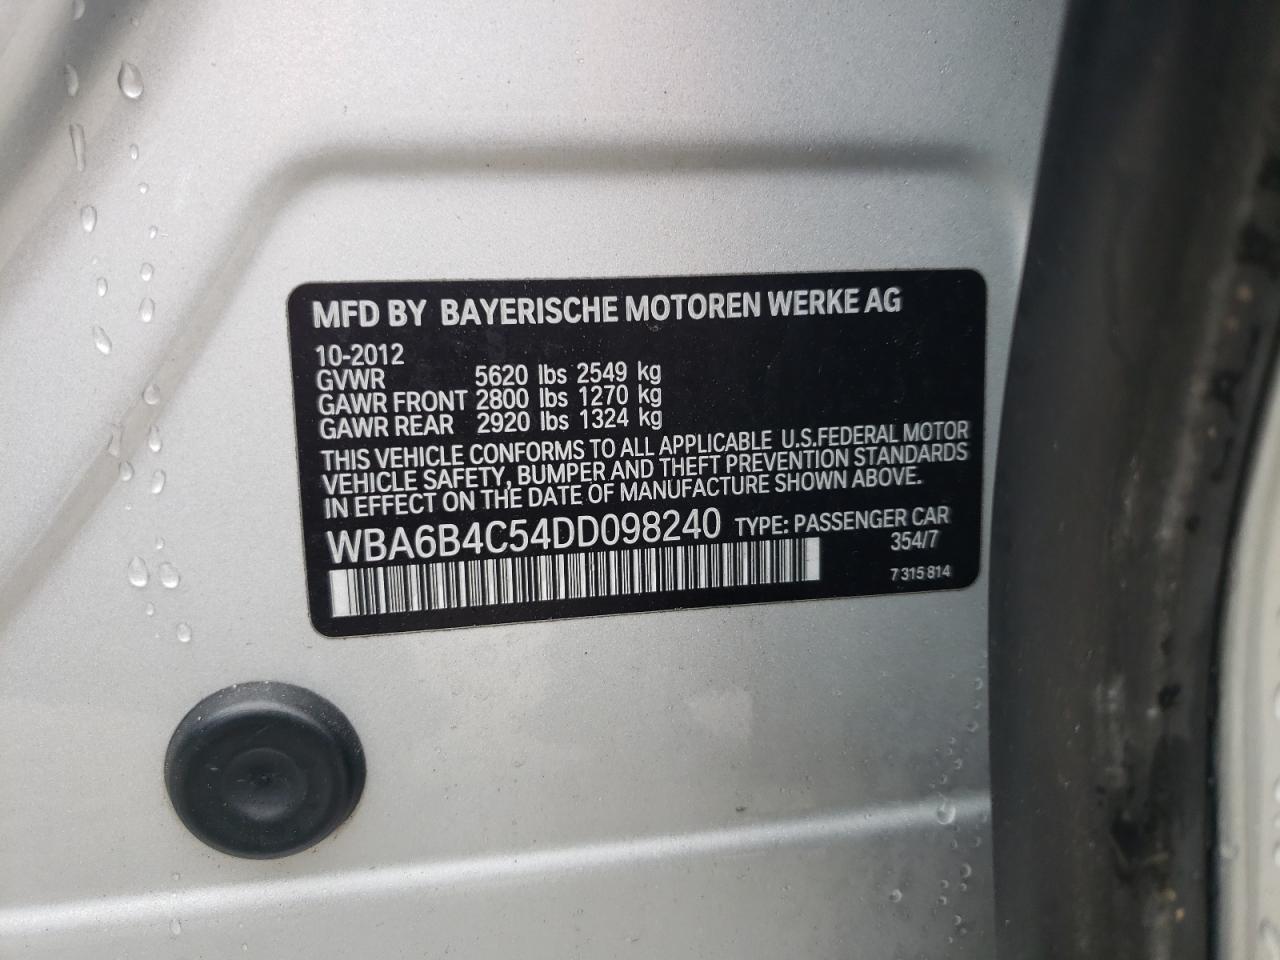 MFD BY BAYERISCHE MOTOREN WERKE AG
10-2012
GVWR 5620 lbs 2549 kg
GAWR FRONT 2800 lbs 1270 kg
GAWR REAR 2920 lbs 1324 kg
THIS VEHICLE CONFORMS TO ALL APPLICABLE U.S.FEDERAL MOTOR
VEHICLE SAFETY, BUMPER AND THEFT PREVENTION STANDARDS
IN EFFECT ON THE DATE OF MANUFACTURE SHOWN ABOVE.
WBA6B4C54DD098240 TYPE: PASSENGER CAR
354/7
7 315 814